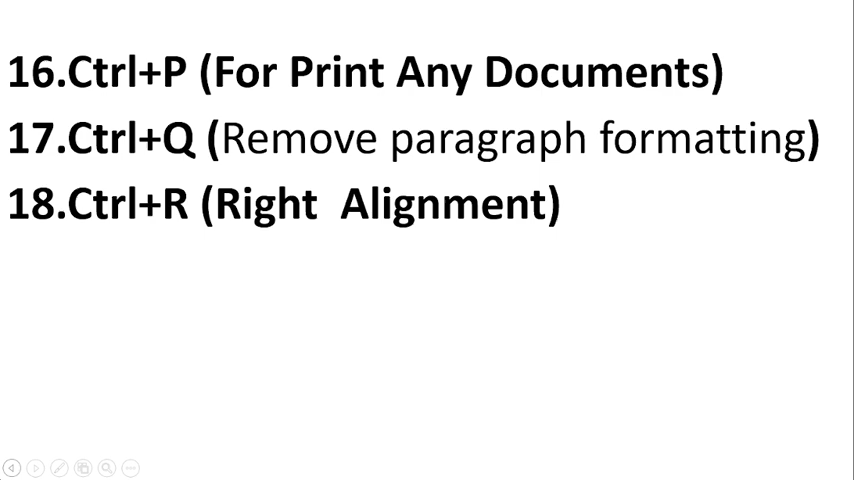 16.Ctrl+P (For Print Any Documents)
17.Ctrl+Q (Remove paragraph formatting)
18.Ctrl+R (Right  Alignment)